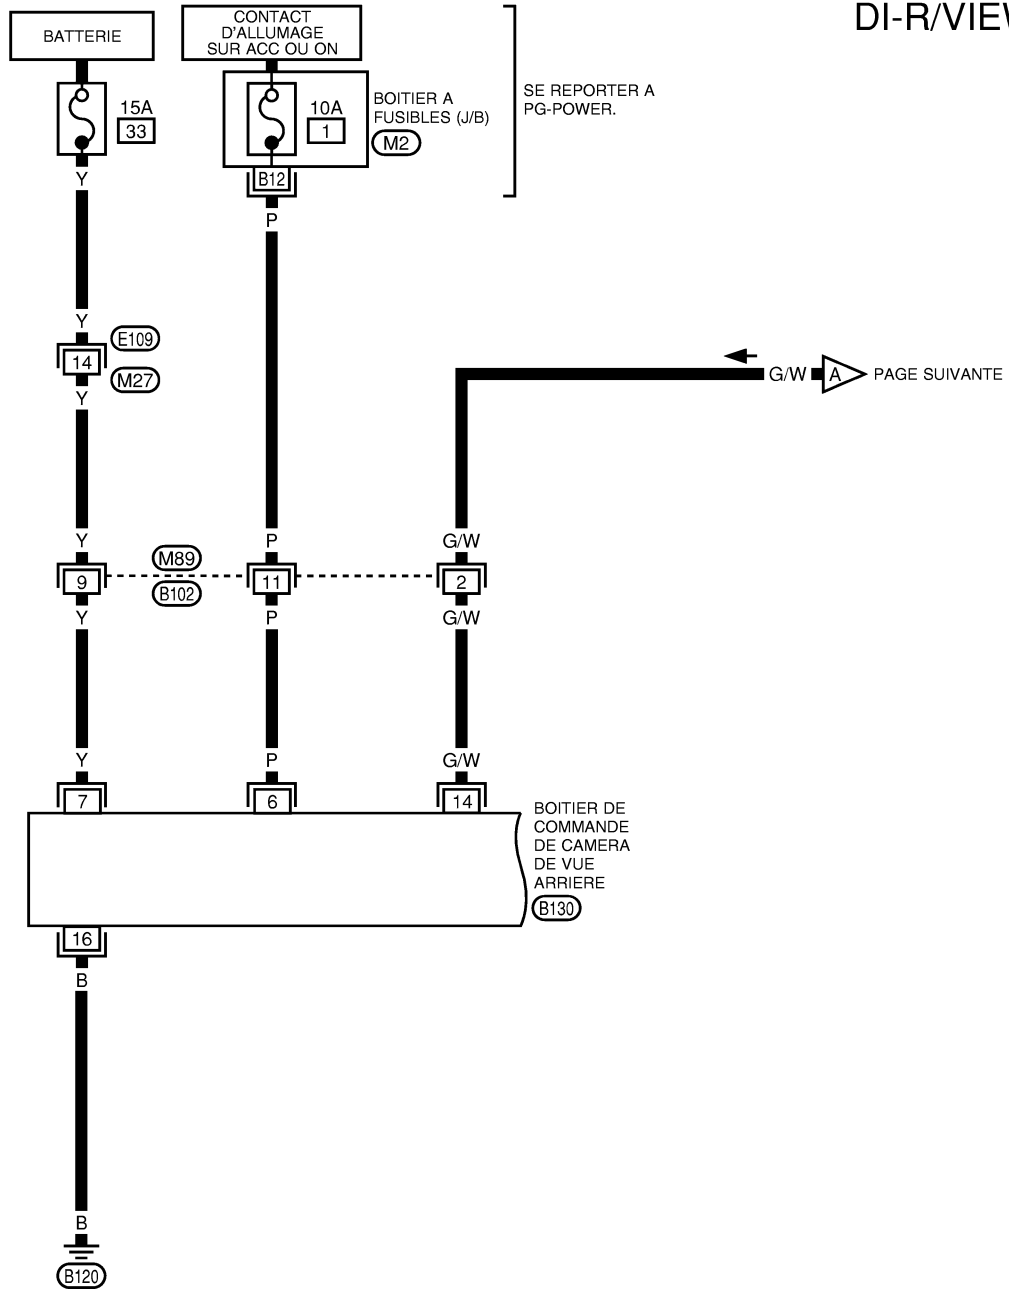 DI-R/VIEW
BATTERIE
CONTACT
D'ALLUMAGE
SUR ACC OU ON
15A
33
10A
1
BOITIER A
FUSIBLES (J/B)
M2
SE REPORTER A
PG-POWER.
B12
Y
P
Y
E109
14
M27
Y
G/W
A
PAGE SUIVANTE
Y
P
G/W
M89
9
11
2
B102
Y
P
G/W
Y
P
G/W
7
6
14
BOITIER DE
COMMANDE
DE CAMERA
DE VUE
ARRIERE
B130
16
B
B
B120